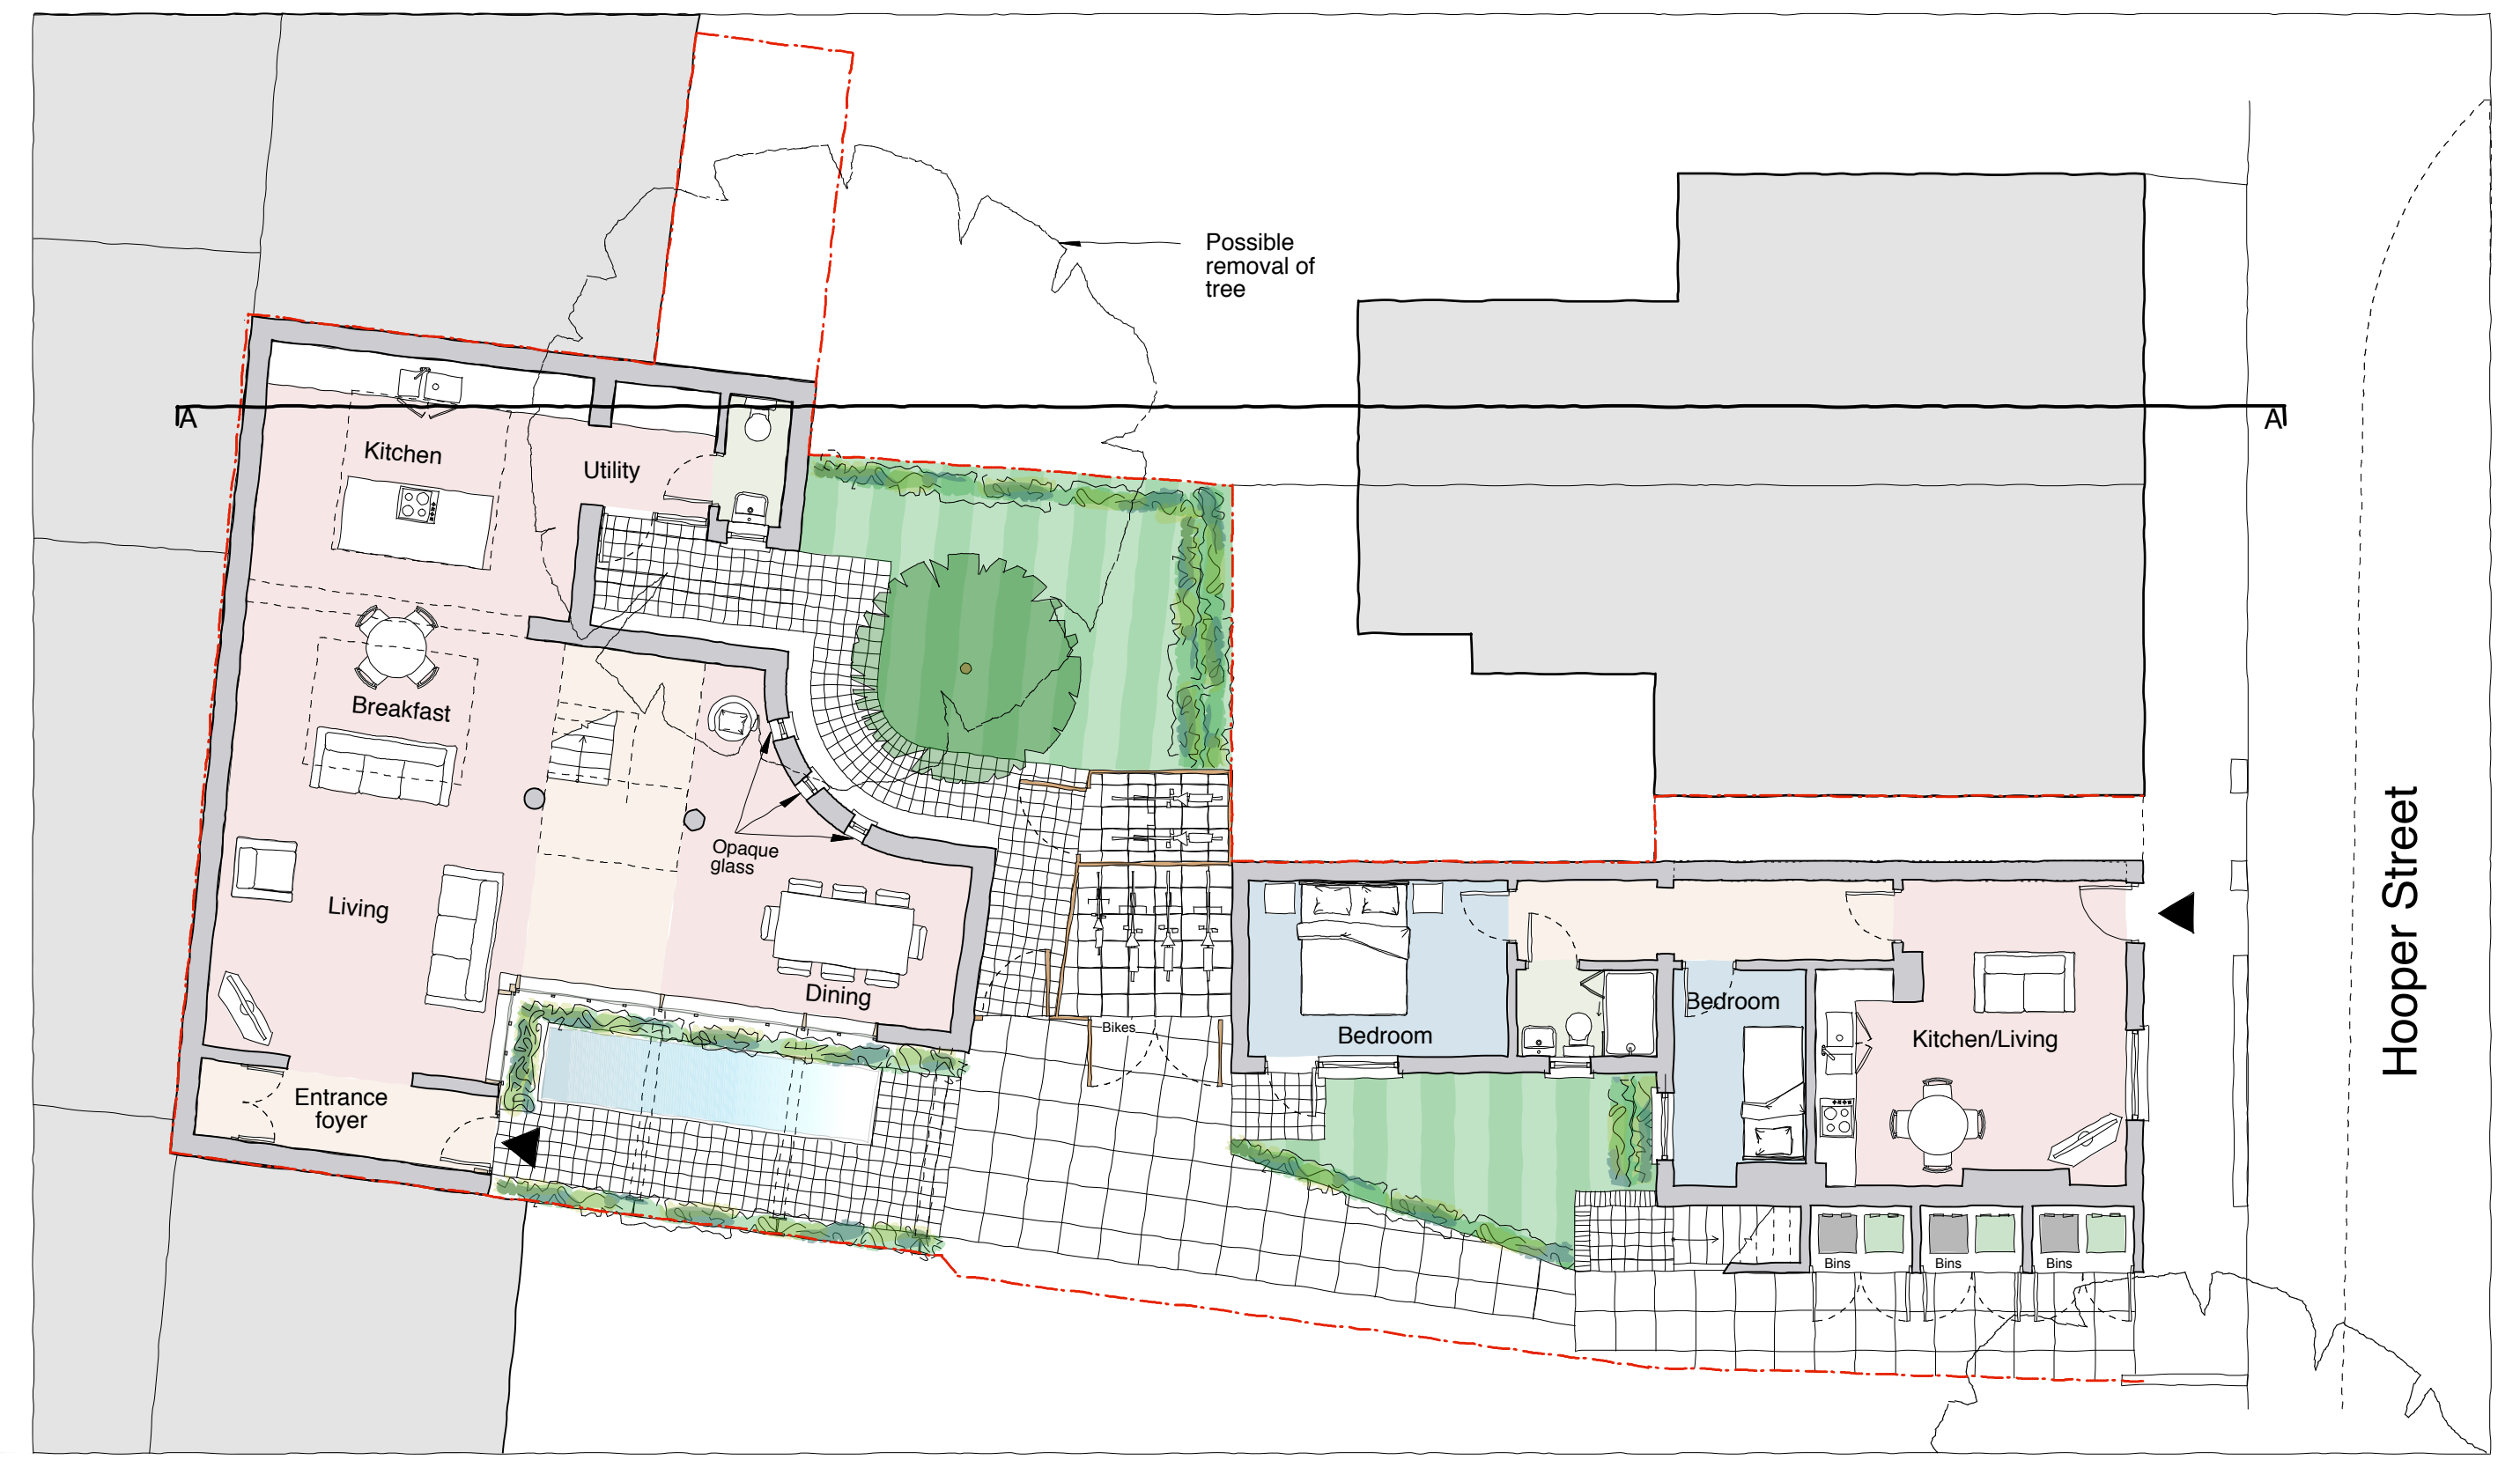 Possible
removal of
tree
A
A
Kitchen
Utility
Breakfast
Opaque
glass
Living
Dining
Entrance
foyer
Bikes
Bedroom
Bedroom
Kitchen/Living
Bins
Bins
Bins
Hooper Street